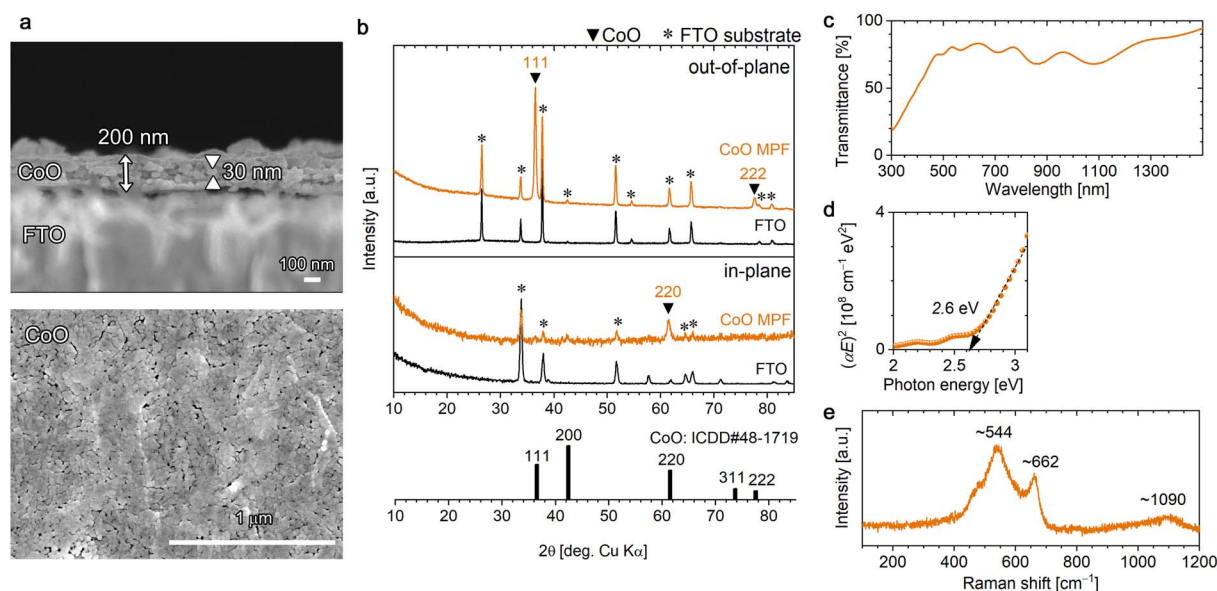 a
200 nm
CoO
30 nm
FTO
100 nm
CoO
1 μm
b
▼CoO * FTO substrate
out-of-plane
111
*
*
*
*
*
*
*
*
**
CoO MPF
222
FTO
in-plane
220
*
*
*
*
*
CoO MPF
FTO
Intensity [a.u.]
10 20 30 40 50 60 70 80
CoO: ICDD#48-1719
111
200
220
311
222
10 20 30 40 50 60 70 80
2θ [deg. Cu Kα]
c
Transmittance [%]
100
75
50
25
0
300 500 700 900 1100 1300
Wavelength [nm]
d
(αE)² [10⁸ cm⁻¹ eV²]
4
2
0
2.6 eV
2 2.5 3
Photon energy [eV]
e
Intensity [a.u.]
~544
~662
~1090
200 400 600 800 1000 1200
Raman shift [cm⁻¹]